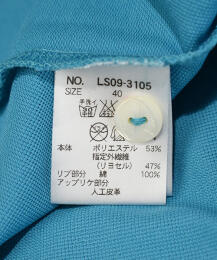 NO. LS09-3105
SIZE 40
手洗イ
本体 ポリエステル 53%
指定外繊維
(リヨセル) 47%
リブ部分 綿 100%
アップリケ部分
人工皮革